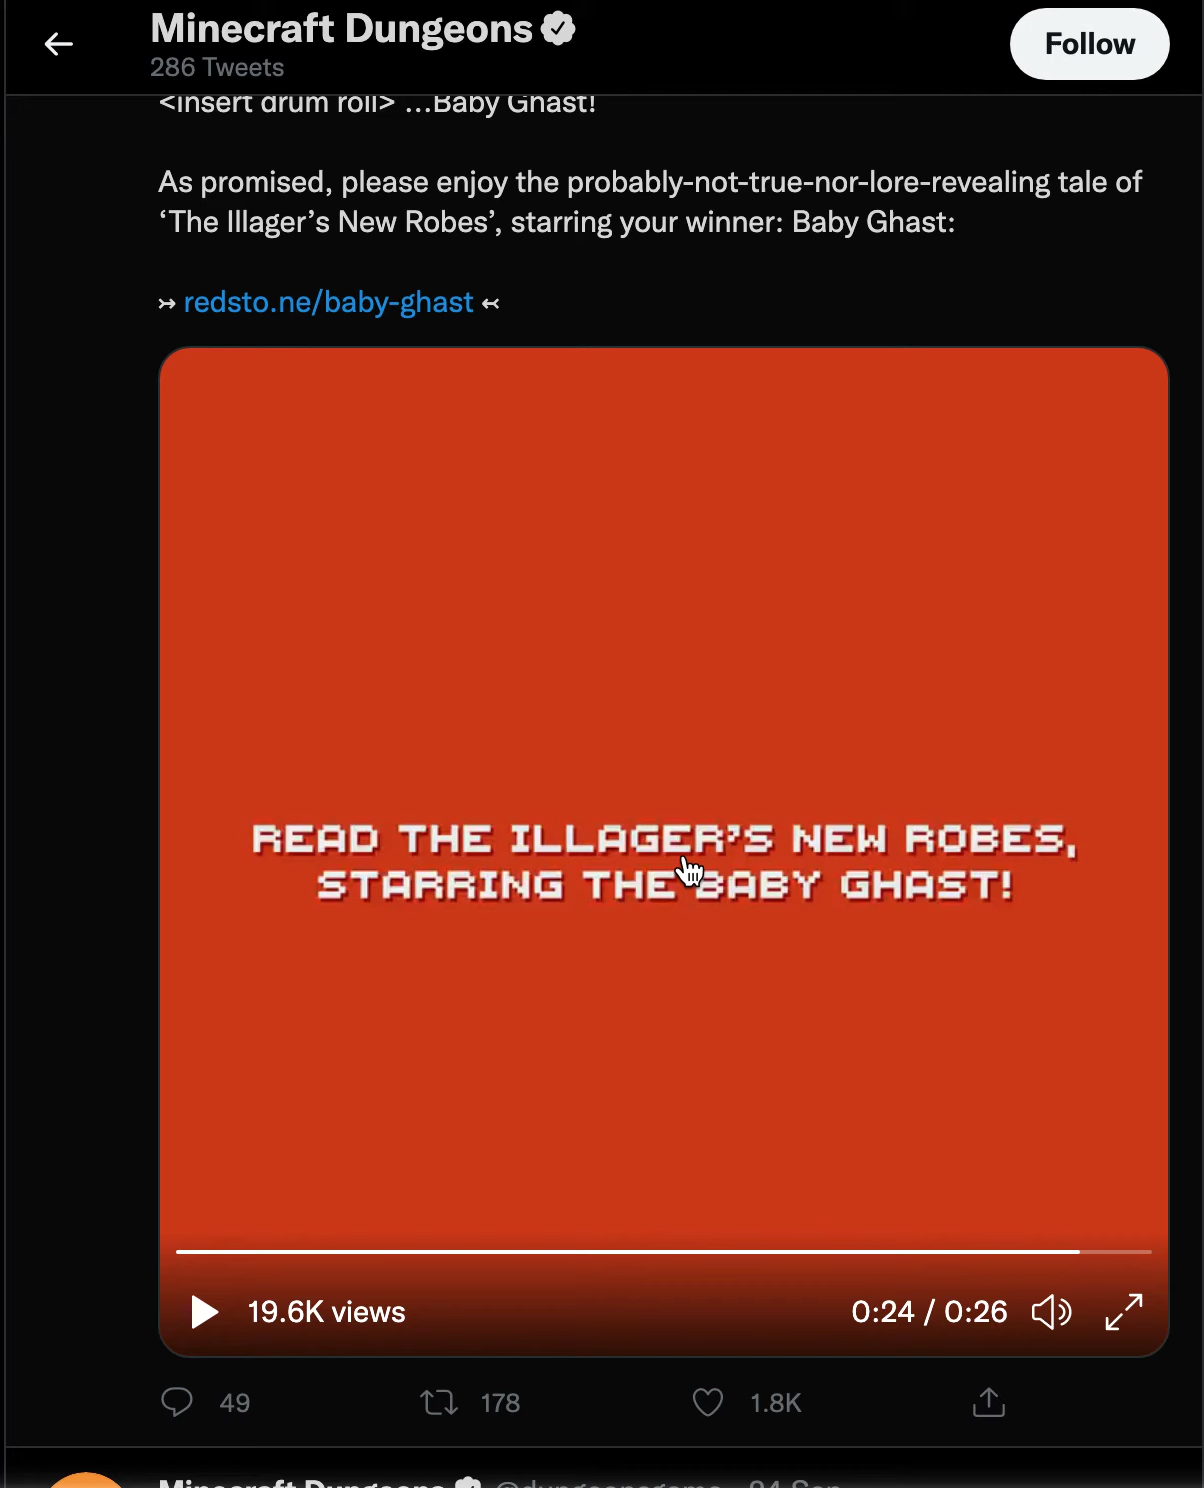 Minecraft Dungeons
286 Tweets
Follow
<insert drum roll> ...Baby Ghast!
As promised, please enjoy the probably-not-true-nor-lore-revealing tale of
‘The Illager’s New Robes’, starring your winner: Baby Ghast:
↣ redsto.ne/baby-ghast ↢
READ THE ILLAGER’S NEW ROBES,
STARRING THE BABY GHAST!
19.6K views
0:24 / 0:26
49
178
1.8K
Minecraft Dungeons @dungeonsgame · 24 Sep